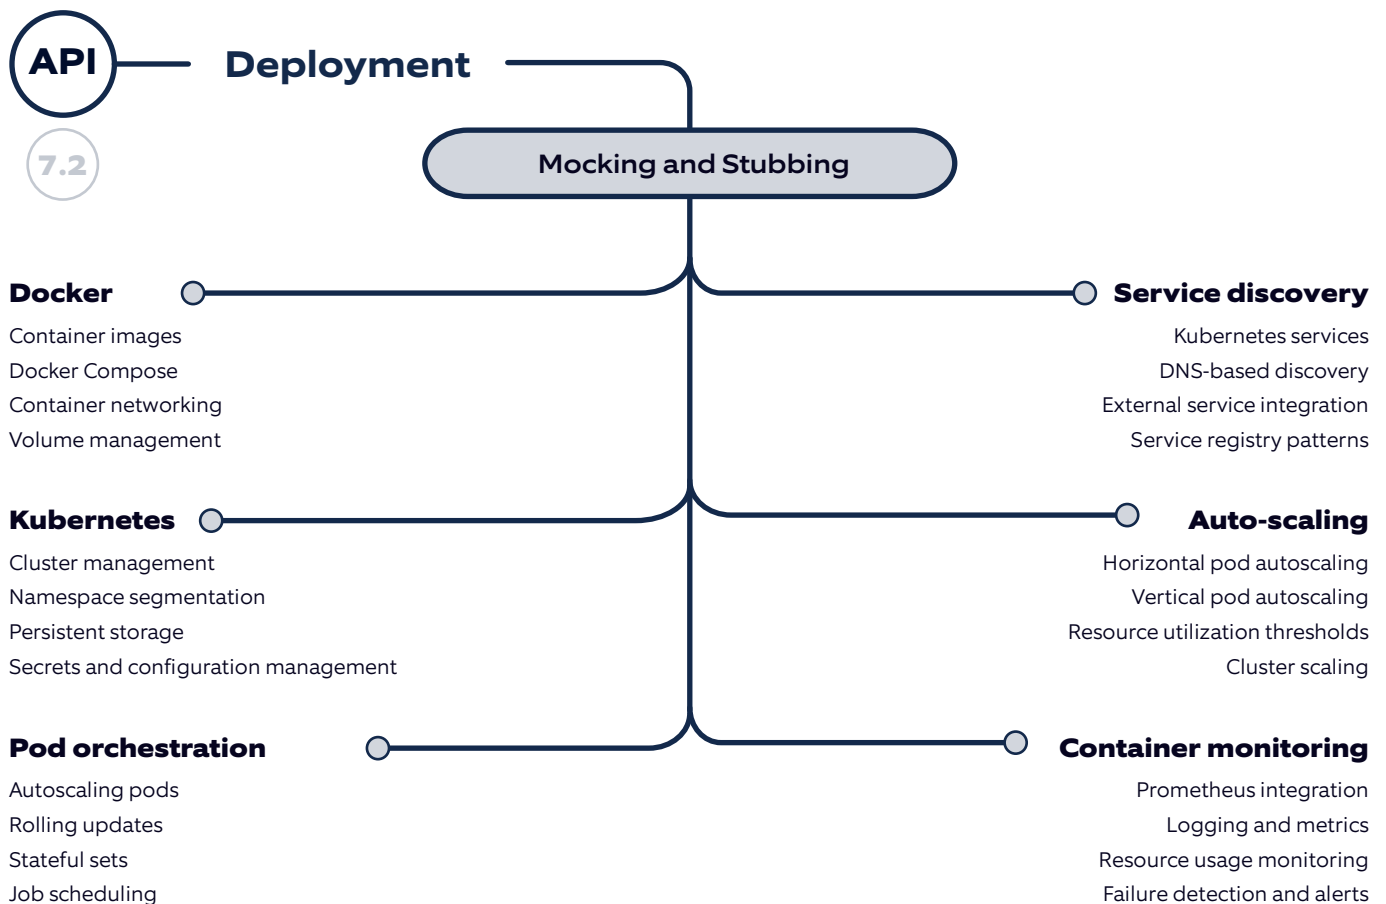 API
Deployment
7.2
Mocking and Stubbing
Docker
Container images
Docker Compose
Container networking
Volume management
Service discovery
Kubernetes services
DNS-based discovery
External service integration
Service registry patterns
Kubernetes
Cluster management
Namespace segmentation
Persistent storage
Secrets and configuration management
Auto-scaling
Horizontal pod autoscaling
Vertical pod autoscaling
Resource utilization thresholds
Cluster scaling
Pod orchestration
Autoscaling pods
Rolling updates
Stateful sets
Job scheduling
Container monitoring
Prometheus integration
Logging and metrics
Resource usage monitoring
Failure detection and alerts